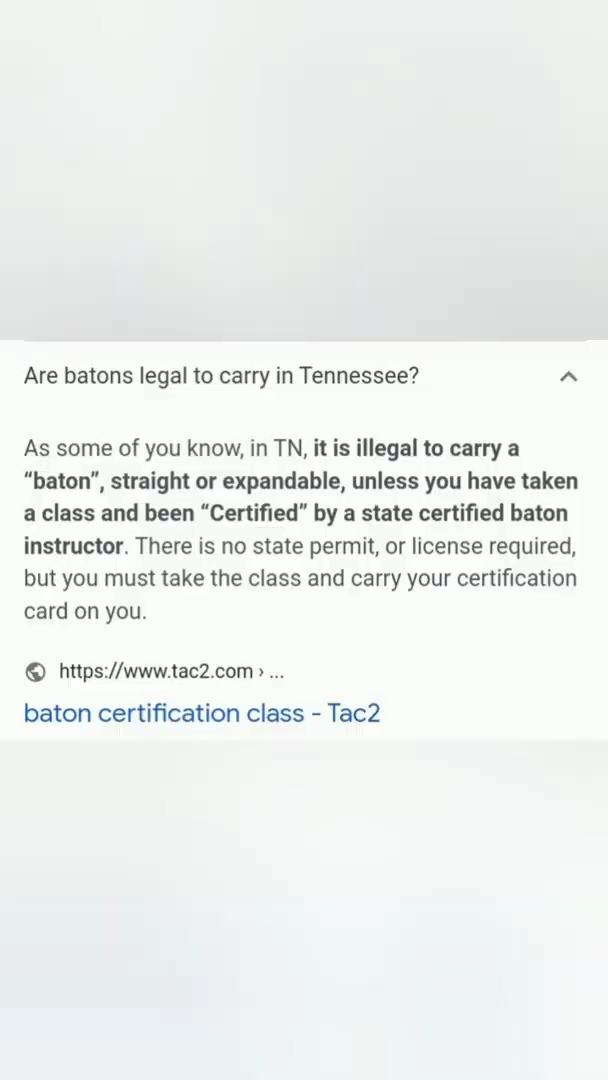 Are batons legal to carry in Tennessee?
As some of you know, in TN, it is illegal to carry a
“baton”, straight or expandable, unless you have taken
a class and been “Certified” by a state certified baton
instructor. There is no state permit, or license required,
but you must take the class and carry your certification
card on you.
https://www.tac2.com › ...
baton certification class - Tac2